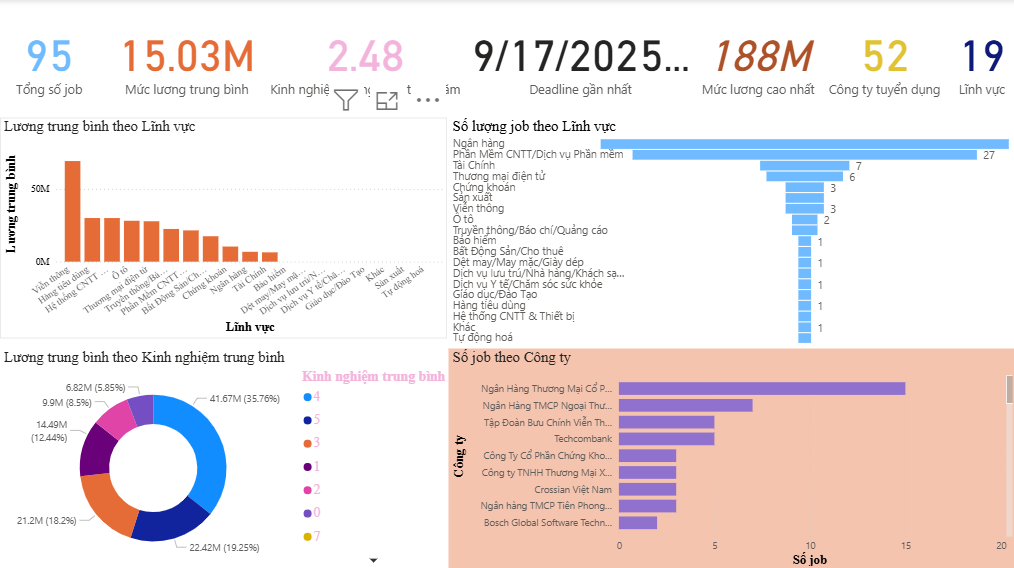 95
15.03M
2.48
9/17/2025...
188M
52
19
Tổng số job
Mức lương trung bình
Kinh nghiệ
Deadline gần nhất
Mức lương cao nhất
Công ty tuyển dụng
Lĩnh vực
Lương trung bình theo Lĩnh vực
Lương trung bình
50M
0M
Viễn thông
Hàng tiêu dùng
Hệ thống CNTT ...
Ô tô
Thương mại điện tử
Truyền thông/Bá...
Phần Mềm CNTT...
Bất Động Sản/Ch...
Chứng khoán
Ngân hàng
Tài Chính
Bảo hiểm
Dệt may/May mặ...
Dịch vụ lưu trú/N...
Dịch vụ Y tế/Chă...
Giáo dục/Đào Tạo
Khác
Sản xuất
Tự động hoá
Lĩnh vực
Số lượng job theo Lĩnh vực
Ngân hàng
Phần Mềm CNTT/Dịch vụ Phần mềm 27
Tài Chính 7
Thương mại điện tử 6
Chứng khoán 3
Sản xuất
Viễn thông 3
Ô tô 2
Truyền thông/Báo chí/Quảng cáo
Bảo hiểm 1
Bất Động Sản/Cho thuê
Dệt may/May mặc/Giày dép 1
Dịch vụ lưu trú/Nhà hàng/Khách sạ...
Dịch vụ Y tế/Chăm sóc sức khỏe 1
Giáo dục/Đào Tạo
Hàng tiêu dùng 1
Hệ thống CNTT & Thiết bị
Khác 1
Tự động hoá
Lương trung bình theo Kinh nghiệm trung bình
6.82M (5.85%)
9.9M (8.5%)
14.49M
(12.44%)
21.2M (18.2%)
41.67M (35.76%)
22.42M (19.25%)
Kinh nghiệm trung bình
4
5
3
1
2
0
7
Số job theo Công ty
Công ty
Ngân Hàng Thương Mại Cổ P...
Ngân Hàng TMCP Ngoại Thư...
Tập Đoàn Bưu Chính Viễn Th...
Techcombank
Công Ty Cổ Phần Chứng Kho...
Công ty TNHH Thương Mại X...
Crossian Việt Nam
Ngân hàng TMCP Tiên Phong...
Bosch Global Software Techn...
0
5
10
15
20
Số job